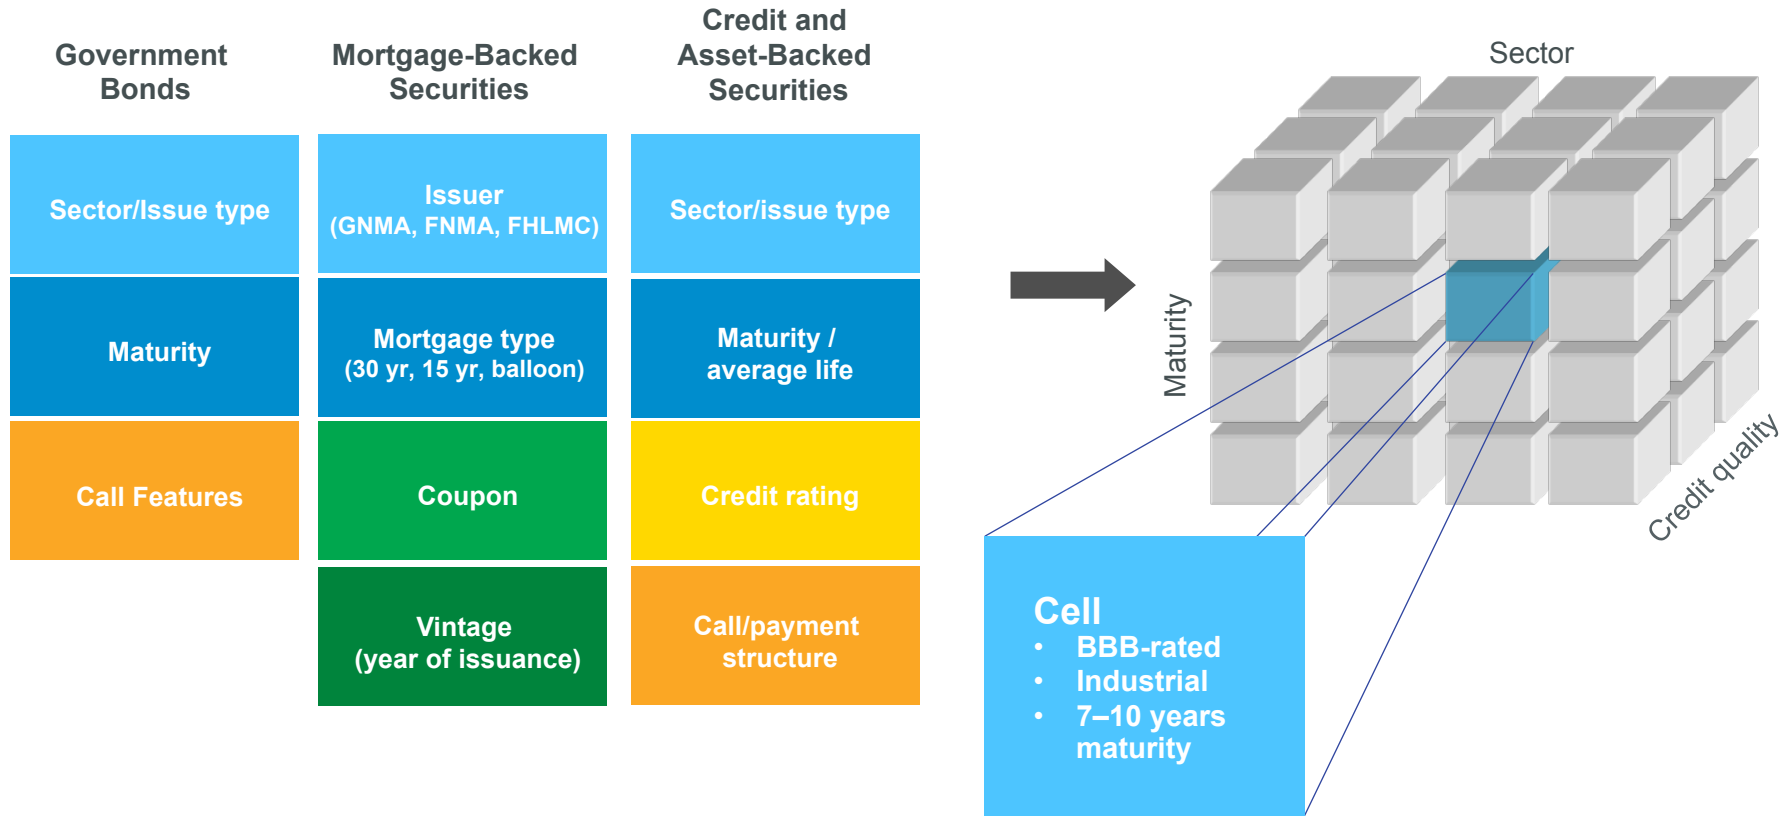 Government
Bonds
Sector/Issue type
Maturity
Call Features
Mortgage-Backed
Securities
Issuer
(GNMA, FNMA, FHLMC)
Mortgage type
(30 yr, 15 yr, balloon)
Coupon
Vintage
(year of issuance)
Credit and
Asset-Backed
Securities
Sector/issue type
Maturity /
average life
Credit rating
Call/payment
structure
Sector
Maturity
Credit quality
Cell
• BBB-rated
• Industrial
• 7–10 years
maturity